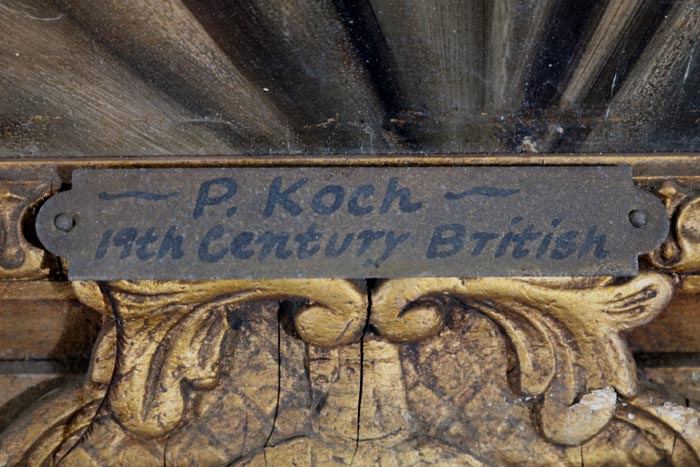 ~ P. Koch ~
19th Century British